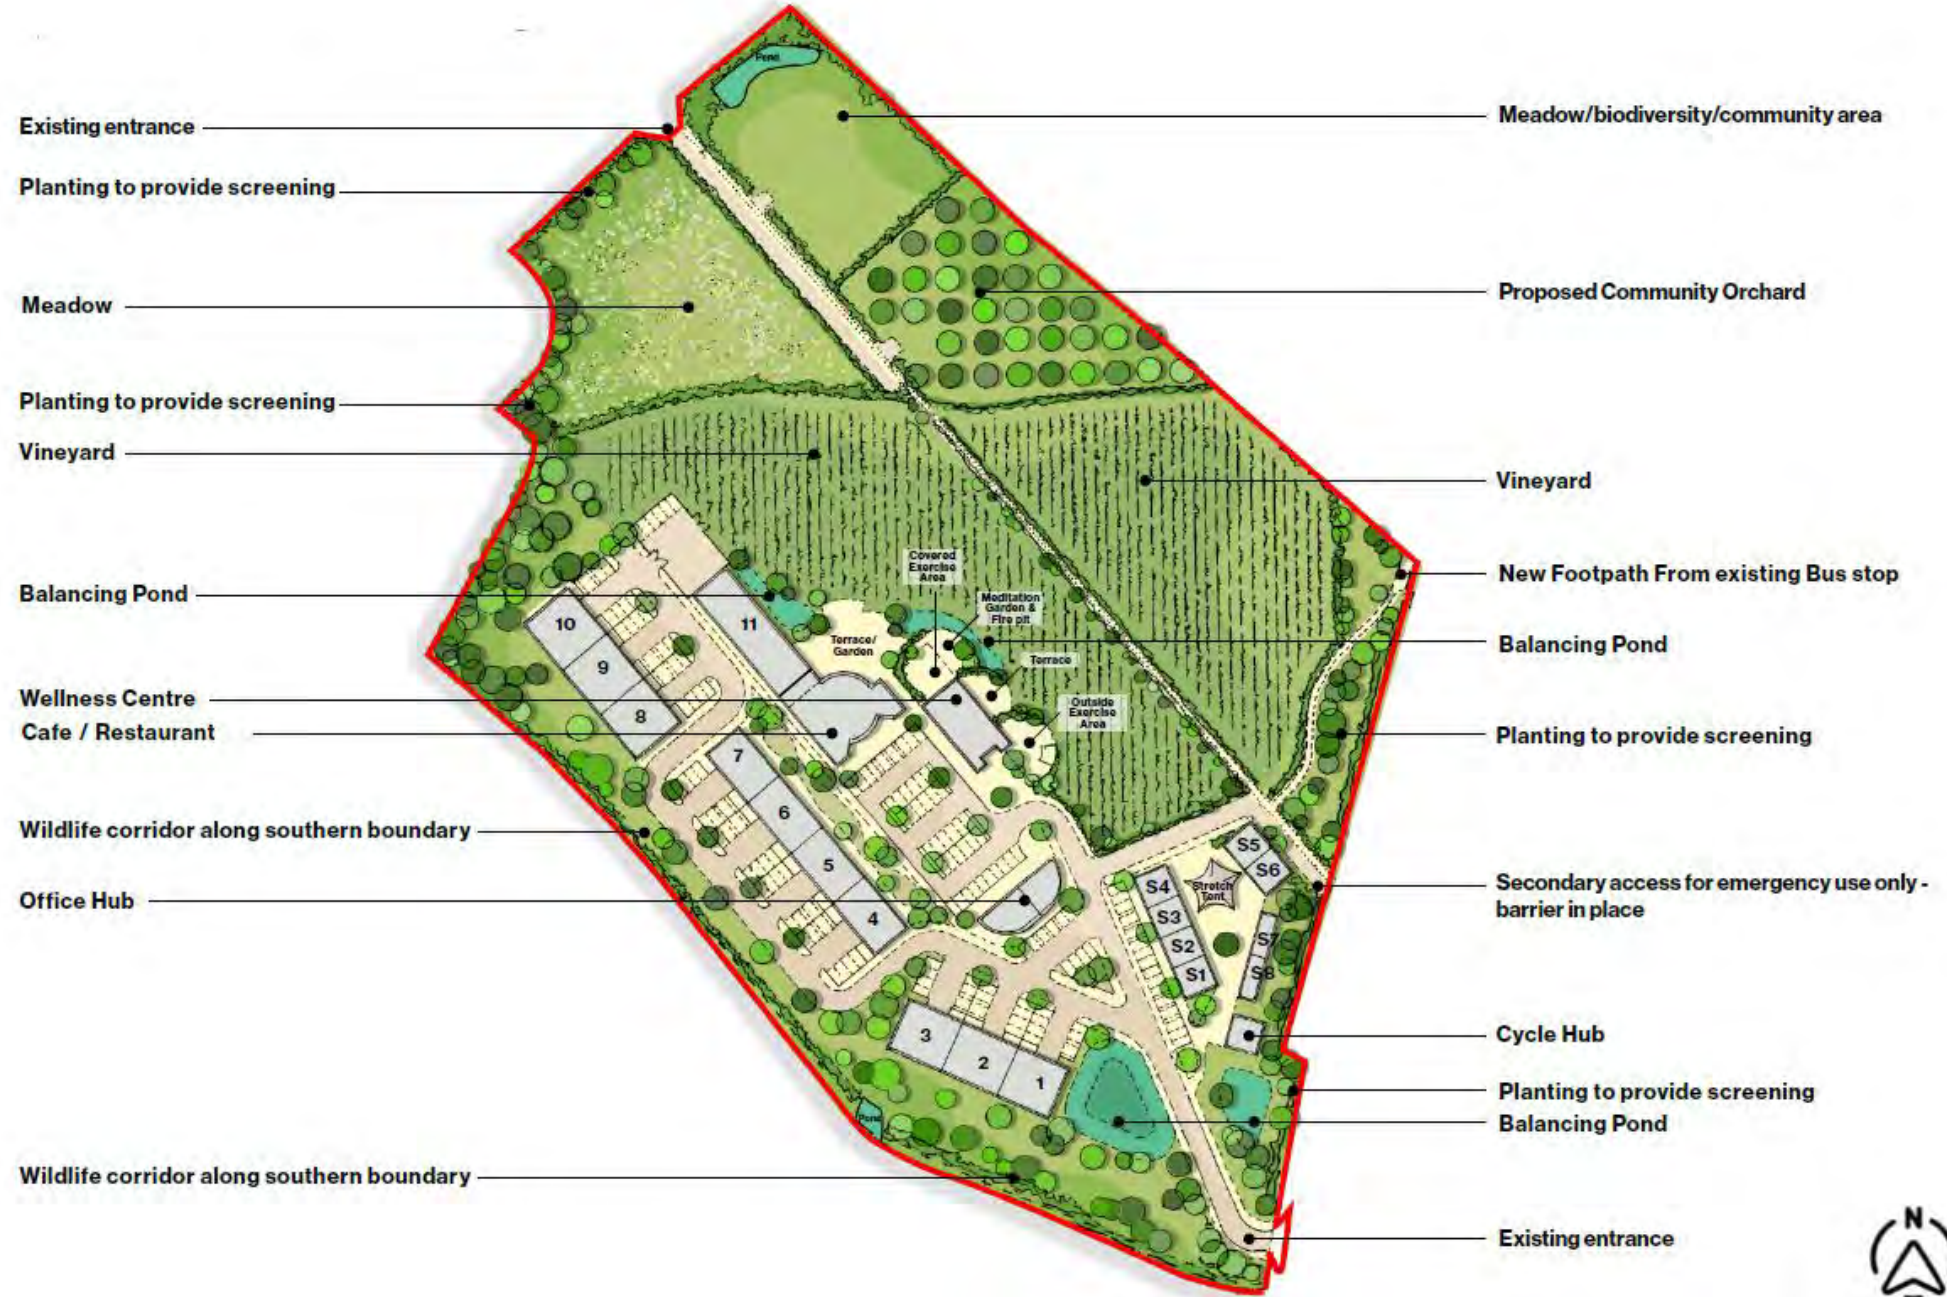 Pond
Existing entrance
Meadow/biodiversity/community area
Planting to provide screening
Proposed Community Orchard
Meadow
Planting to provide screening
Vineyard
Vineyard
Covered
Exercise
Area
New Footpath From existing Bus stop
Balancing Pond
Meditation
Garden &
Fire pit
10
11
Terrace/
Garden
Balancing Pond
Terrace
9
Wellness Centre
Outside
Exercise
Area
8
Cafe / Restaurant
Planting to provide screening
7
6
Wildlife corridor along southern boundary
S5
5
S6
Secondary access for emergency use only -
barrier in place
S4
Stretch
Tent
Office Hub
4
S3
S7
S2
S1
S8
3
Cycle Hub
2
1
Planting to provide screening
Pond
Balancing Pond
Wildlife corridor along southern boundary
Existing entrance
N